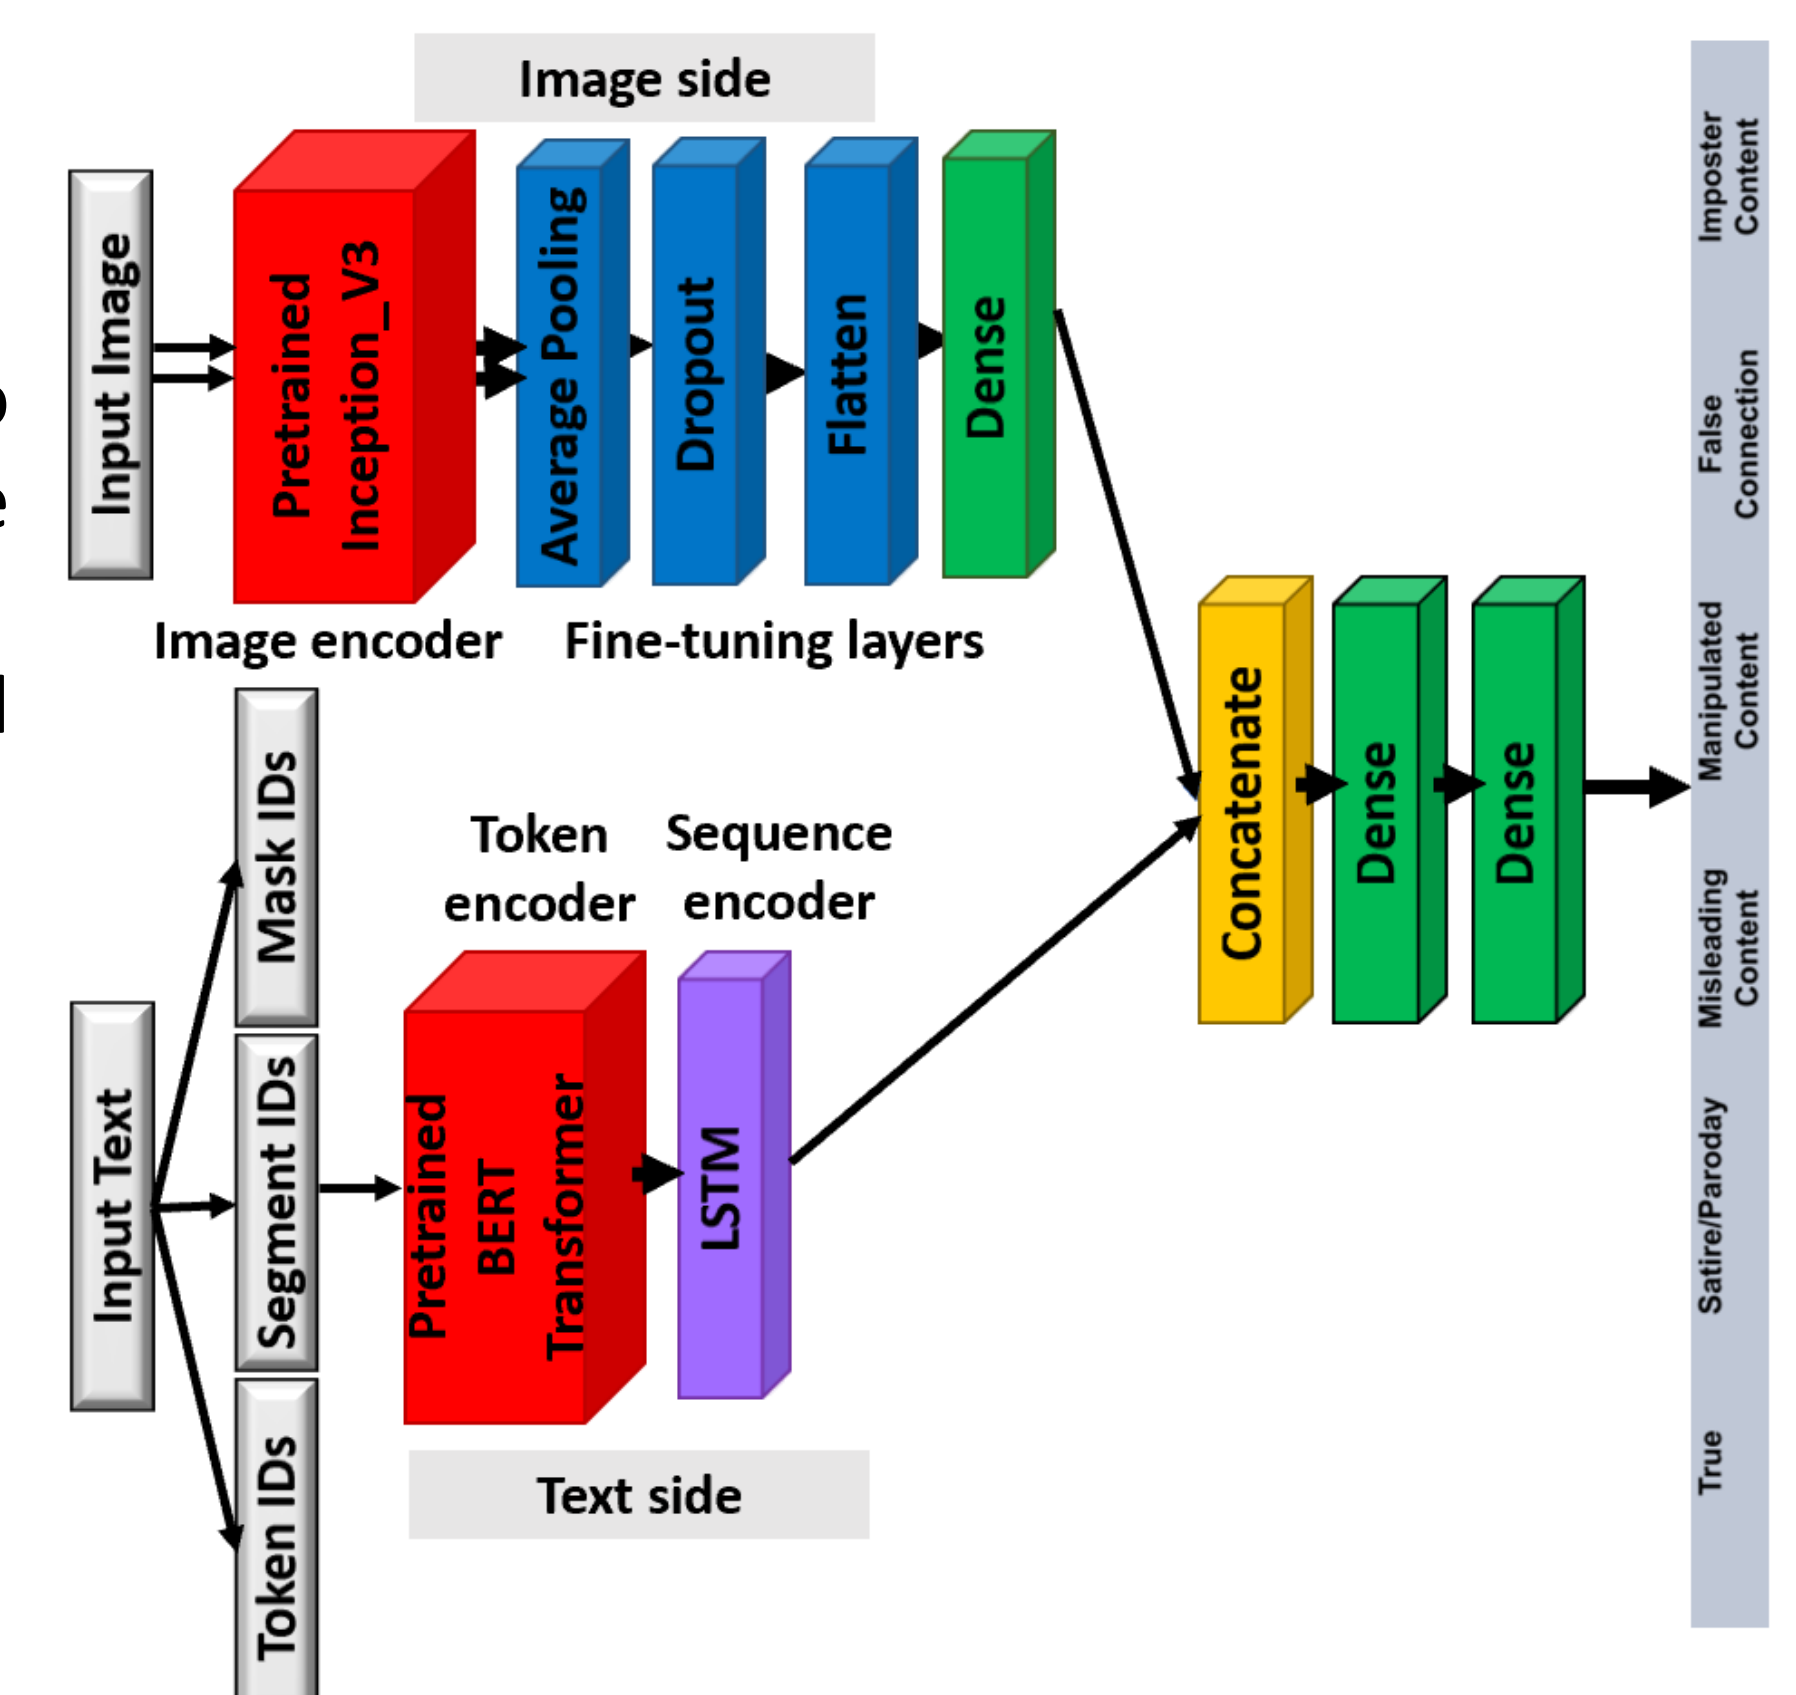 Image side
Input Image
Pretrained
Inception_V3
Average Pooling
Dropout
Flatten
Dense
Image encoder
Fine-tuning layers
Mask IDs
Segment IDs
Token IDs
Input Text
Token
encoder
Sequence
encoder
Pretrained
BERT
Transformer
LSTM
Text side
Concatenate
Dense
Dense
Imposter
Content
False
Connection
Manipulated
Content
Misleading
Content
Satire/Paroday
True